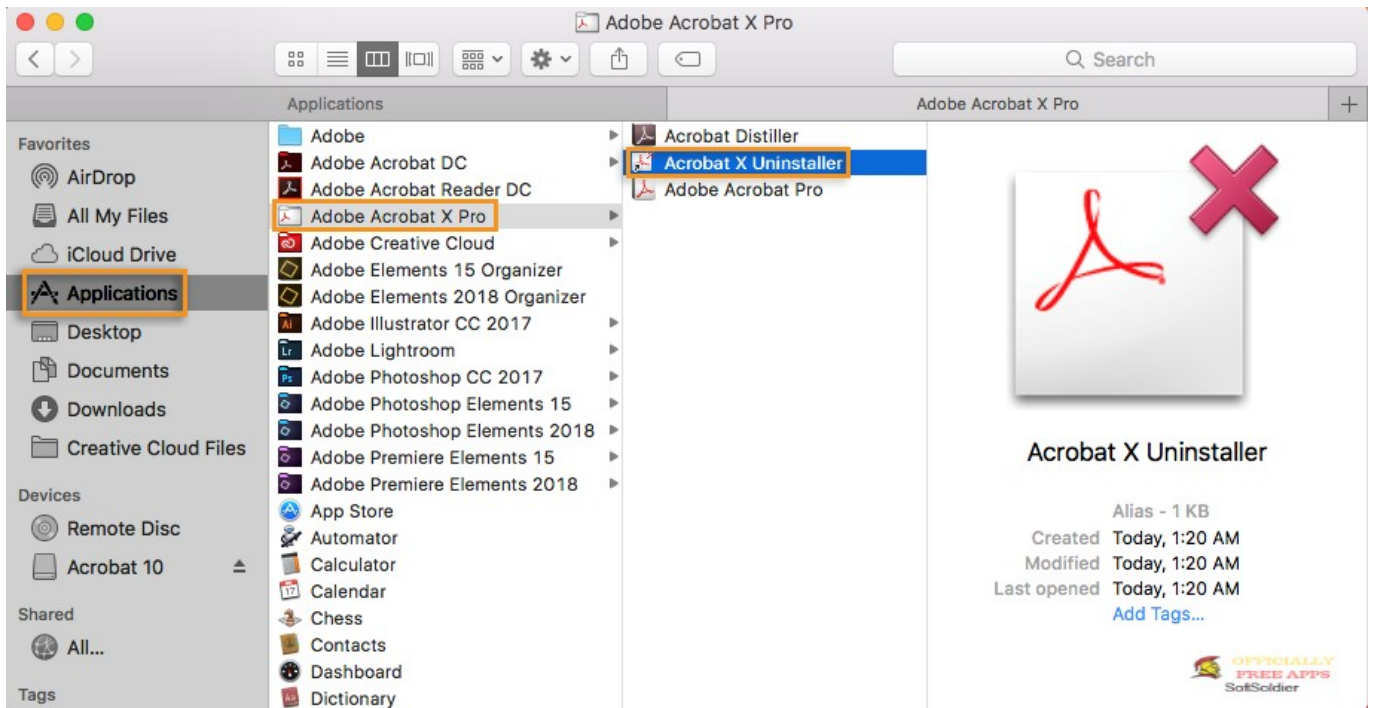 Adobe Acrobat X Pro
Search
Applications
Adobe Acrobat X Pro
Favorites
AirDrop
All My Files
iCloud Drive
Applications
Desktop
Documents
Downloads
Creative Cloud Files
Devices
Remote Disc
Acrobat 10
Shared
All...
Tags
Adobe
Adobe Acrobat DC
Adobe Acrobat Reader DC
Adobe Acrobat X Pro
Adobe Creative Cloud
Adobe Elements 15 Organizer
Adobe Elements 2018 Organizer
Ai Adobe Illustrator CC 2017
Lr Adobe Lightroom
Ps Adobe Photoshop CC 2017
Adobe Photoshop Elements 15
Adobe Photoshop Elements 2018
Adobe Premiere Elements 15
Adobe Premiere Elements 2018
App Store
Automator
Calculator
17 Calendar
Chess
Contacts
Dashboard
Dictionary
Acrobat Distiller
Acrobat X Uninstaller
Adobe Acrobat Pro
Acrobat X Uninstaller
Alias - 1 KB
Created Today, 1:20 AM
Modified Today, 1:20 AM
Last opened Today, 1:20 AM
Add Tags...
OFFICIALLY
FREE APPS
SoftSoldier